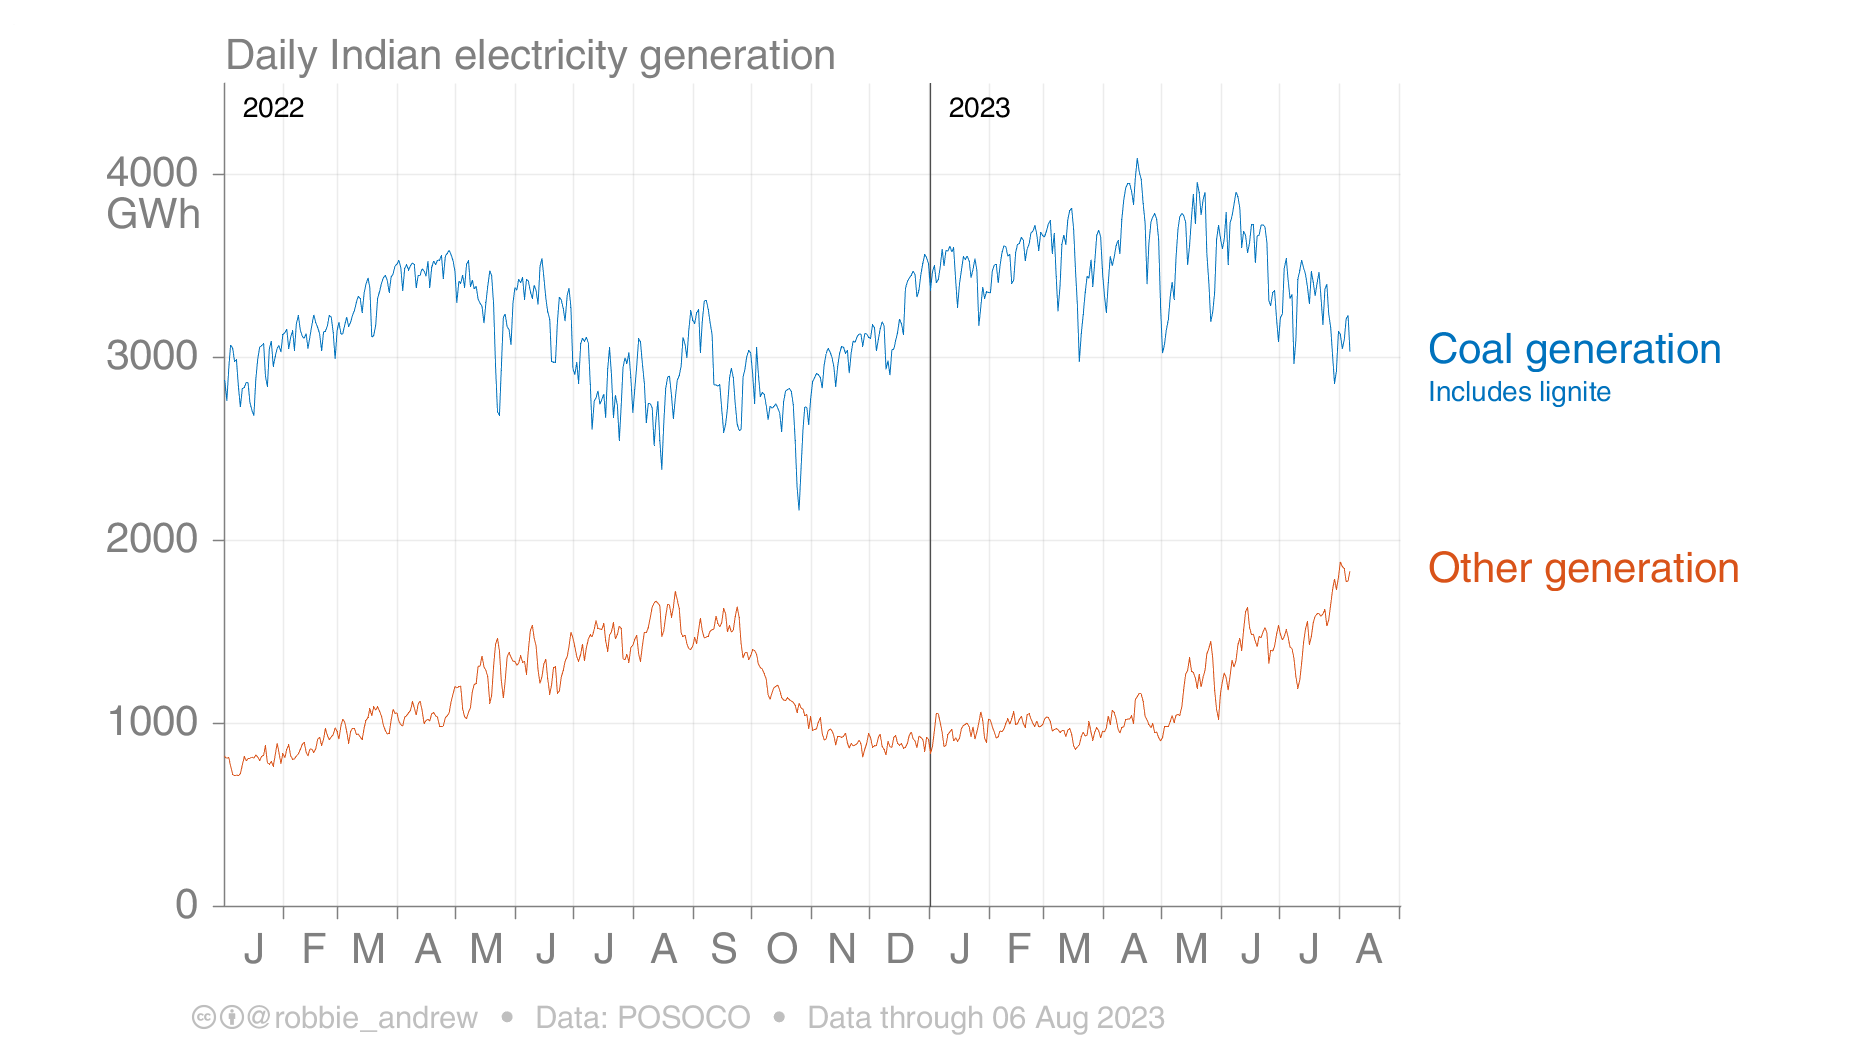 Daily Indian electricity generation
2022 2023
4000
GWh
3000
2000
1000
0
Coal generation
Includes lignite
Other generation
J F M A M J J A S O N D J F M A M J J A
@robbie_andrew • Data: POSOCO • Data through 06 Aug 2023